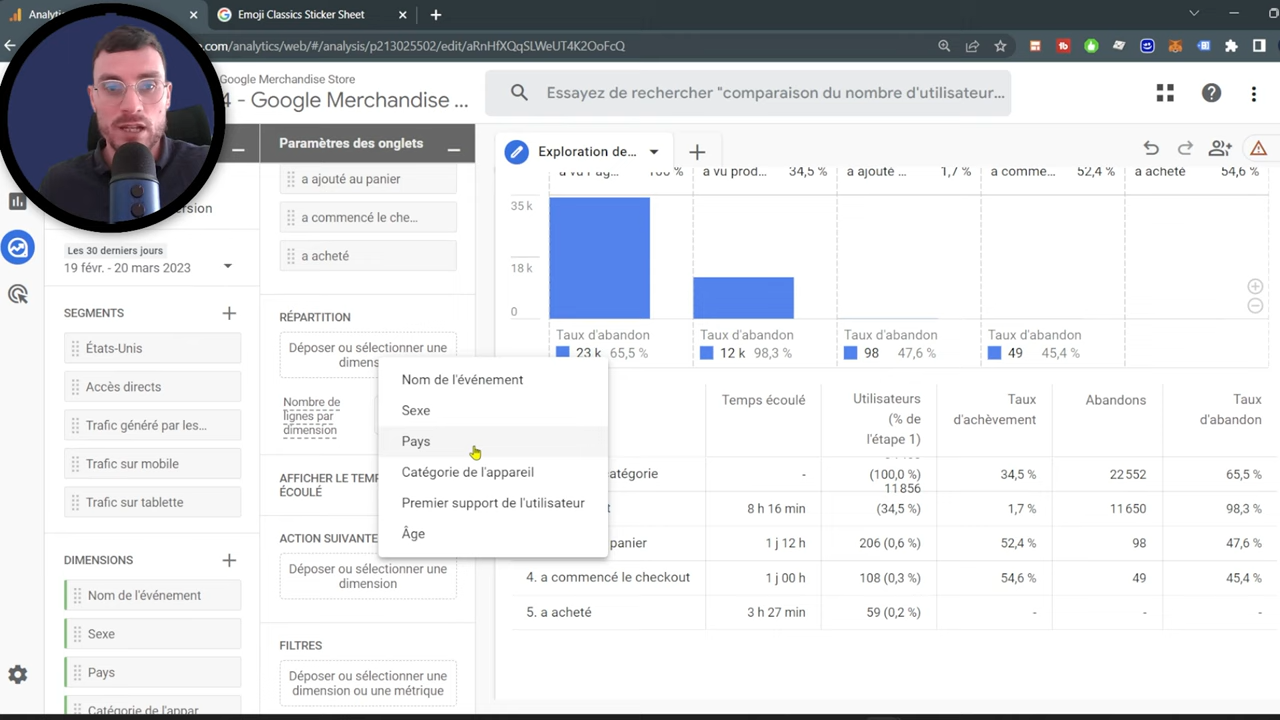 Analyti
Emoji Classics Sticker Sheet
.com/analytics/web/#/analysis/p213025502/edit/aRnHfXQqSLWeUT4K2OoFcQ
Google Merchandise Store
4 - Google Merchandise ...
Essayez de rechercher "comparaison du nombre d'utilisateur...
ersion
Les 30 derniers jours
19 févr. - 20 mars 2023
SEGMENTS
États-Unis
Accès directs
Trafic généré par les...
Trafic sur mobile
Trafic sur tablette
DIMENSIONS
Nom de l'événement
Sexe
Pays
Catégorie de l'appar
Paramètres des onglets
a ajouté au panier
a commencé le che...
a acheté
RÉPARTITION
Déposer ou sélectionner une
dimens
Nombre de
lignes par
dimension
AFFICHER LE TEMP
ÉCOULÉ
ACTION SUIVANTE
Déposer ou sélectionner une
dimension
FILTRES
Déposer ou sélectionner une
dimension ou une métrique
Nom de l'événement
Sexe
Pays
Catégorie de l'appareil
Premier support de l'utilisateur
Âge
Exploration de...
a vu Pag... 100 % a vu prod... 34,5 % a ajouté ... 1,7 % a comme... 52,4 % a acheté 54,6 %
35 k
18 k
0
Taux d'abandon Taux d'abandon Taux d'abandon Taux d'abandon
23 k 65,5 % 12 k 98,3 % 98 47,6 % 49 45,4 %
Temps écoulé
Utilisateurs
(% de
l'étape 1)
Taux
d'achèvement
Abandons
Taux
d'abandon
catégorie - (100,0 %) 34,5 % 22 552 65,5 %
t 8 h 16 min 11 856
(34,5 %) 1,7 % 11 650 98,3 %
panier 1 j 12 h 206 (0,6 %) 52,4 % 98 47,6 %
4. a commencé le checkout 1 j 00 h 108 (0,3 %) 54,6 % 49 45,4 %
5. a acheté 3 h 27 min 59 (0,2 %) - - -